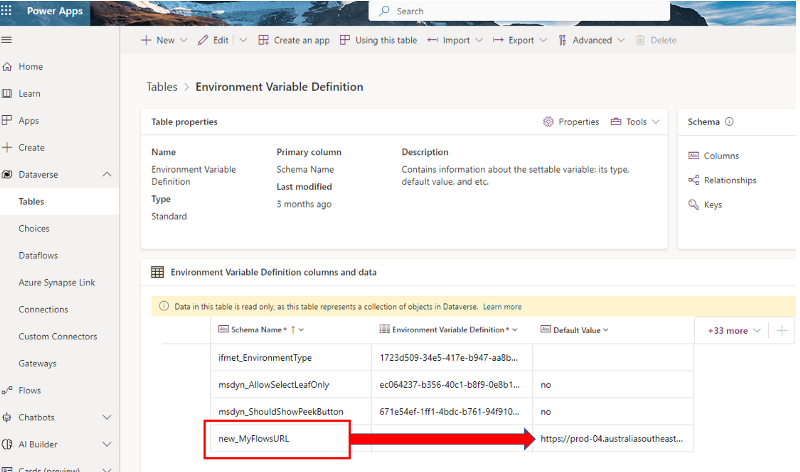 Power Apps
Search
New Edit Create an app Using this table Import Export Advanced Delete
Home
Learn
Apps
Create
Dataverse
Tables
Choices
Dataflows
Azure Synapse Link
Connections
Custom Connectors
Gateways
Flows
Chatbots
AI Builder
Cards (preview)
Tables > Environment Variable Definition
Table properties
Properties Tools
Name
Environment Variable
Definition
Type
Standard
Primary column
Schema Name
Last modified
3 months ago
Description
Contains information about the settable variable: its type,
default value, and etc.
Schema
Columns
Relationships
Keys
Environment Variable Definition columns and data
Data in this table is read only, as this table represents a collection of objects in Dataverse. Learn more
Schema Name * ↑ Environment Variable Definition * Default Value +33 more
ifmet_EnvironmentType 1723d509-34e5-417e-b947-aa8b...
msdyn_AllowSelectLeafOnly ec064237-b356-40c1-b8f9-0e8b1... no
msdyn_ShouldShowPeekButton 671e54ef-1ff1-4bdc-b761-94f910... no
new_MyFlowsURL https://prod-04.australiasoutheast...